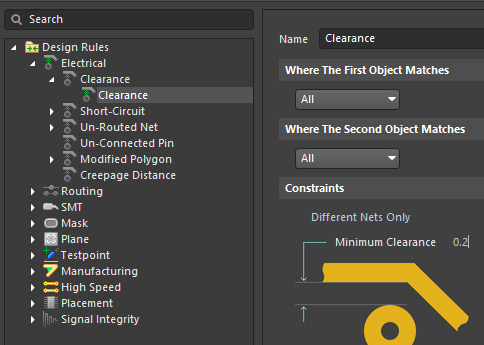 Search
Design Rules
Electrical
Clearance
Clearance
Short-Circuit
Un-Routed Net
Un-Connected Pin
Modified Polygon
Creepage Distance
Routing
SMT
Mask
Plane
Testpoint
Manufacturing
High Speed
Placement
Signal Integrity
Name Clearance
Where The First Object Matches
All
Where The Second Object Matches
All
Constraints
Different Nets Only
Minimum Clearance 0.2